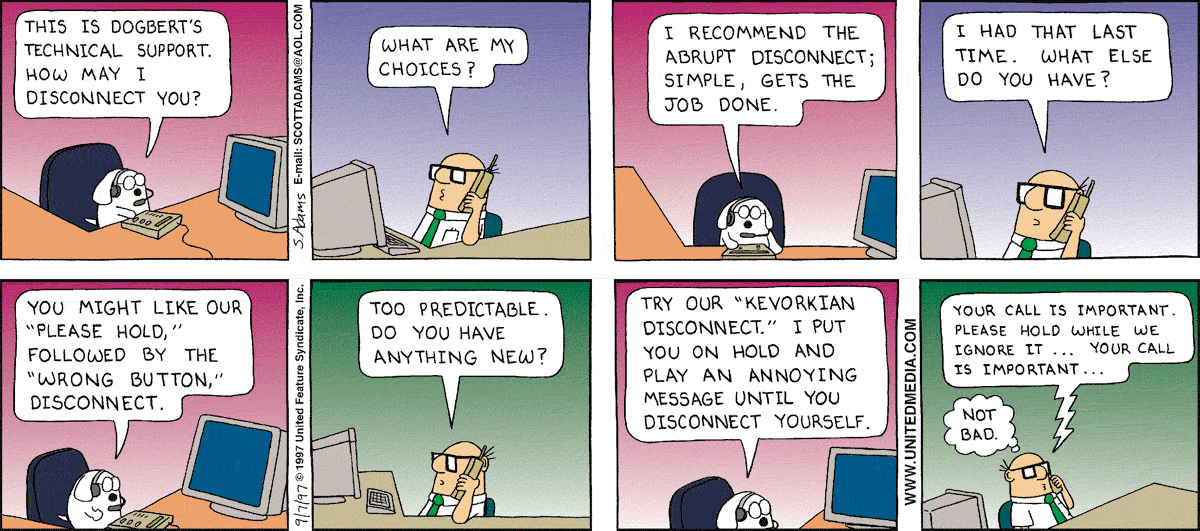 THIS IS DOGBERT'S
TECHNICAL SUPPORT.
HOW MAY I
DISCONNECT YOU?
S.Adams E-mail: SCOTTADAMS@AOL.COM
WHAT ARE MY
CHOICES?
I RECOMMEND THE
ABRUPT DISCONNECT;
SIMPLE, GETS THE
JOB DONE.
I HAD THAT LAST
TIME. WHAT ELSE
DO YOU HAVE?
YOU MIGHT LIKE OUR
"PLEASE HOLD,"
FOLLOWED BY THE
"WRONG BUTTON,"
DISCONNECT.
9/7/97 © 1997 United Feature Syndicate, Inc.
TOO PREDICTABLE.
DO YOU HAVE
ANYTHING NEW?
TRY OUR "KEVORKIAN
DISCONNECT." I PUT
YOU ON HOLD AND
PLAY AN ANNOYING
MESSAGE UNTIL YOU
DISCONNECT YOURSELF.
WWW.UNITEDMEDIA.COM
YOUR CALL IS IMPORTANT.
PLEASE HOLD WHILE WE
IGNORE IT ... YOUR CALL
IS IMPORTANT...
NOT
BAD.